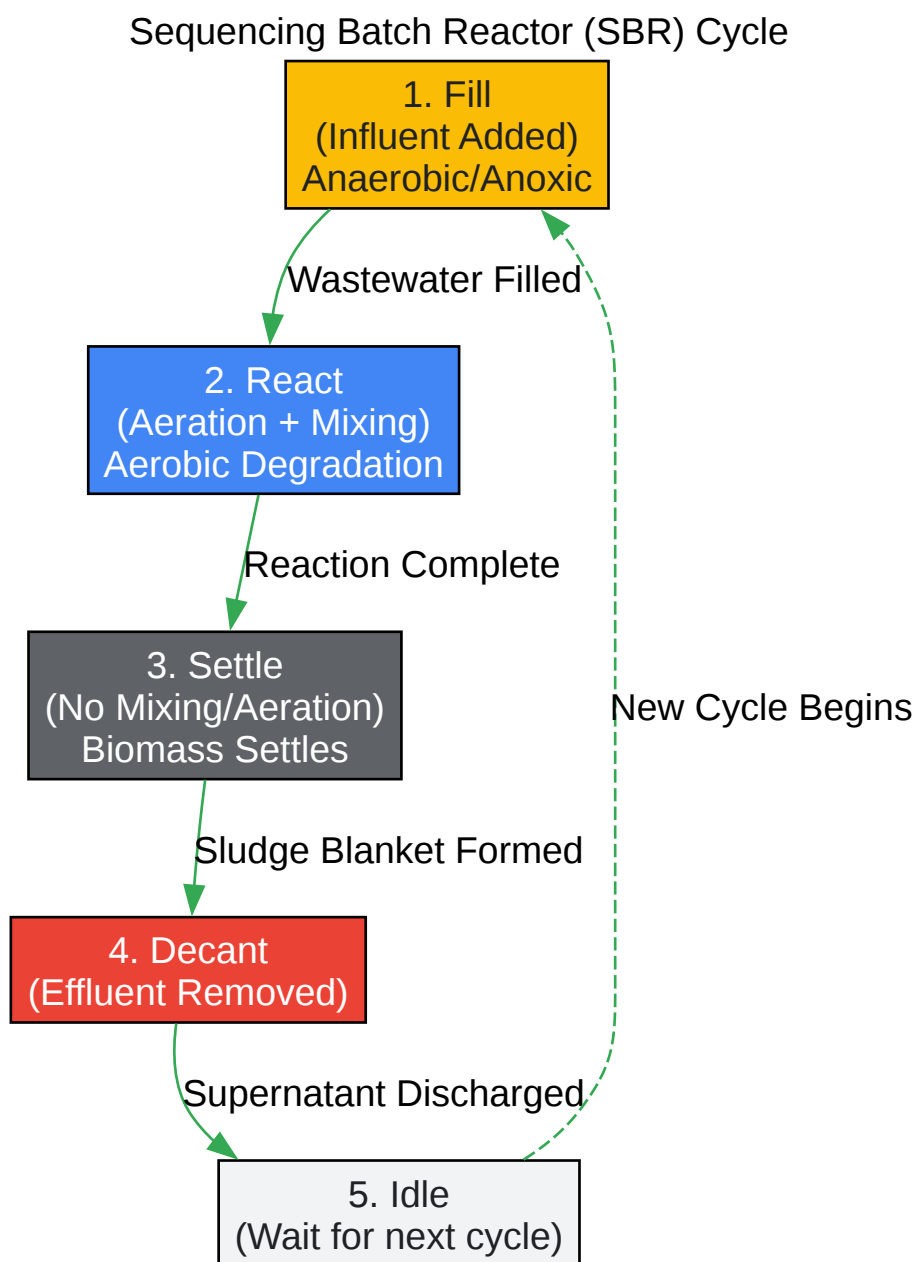 Sequencing Batch Reactor (SBR) Cycle
1. Fill
(Influent Added)
Anaerobic/Anoxic
Wastewater Filled
2. React
(Aeration + Mixing)
Aerobic Degradation
Reaction Complete
3. Settle
(No Mixing/Aeration)
Biomass Settles
New Cycle Begins
Sludge Blanket Formed
4. Decant
(Effluent Removed)
Supernatant Discharged
5. Idle
(Wait for next cycle)